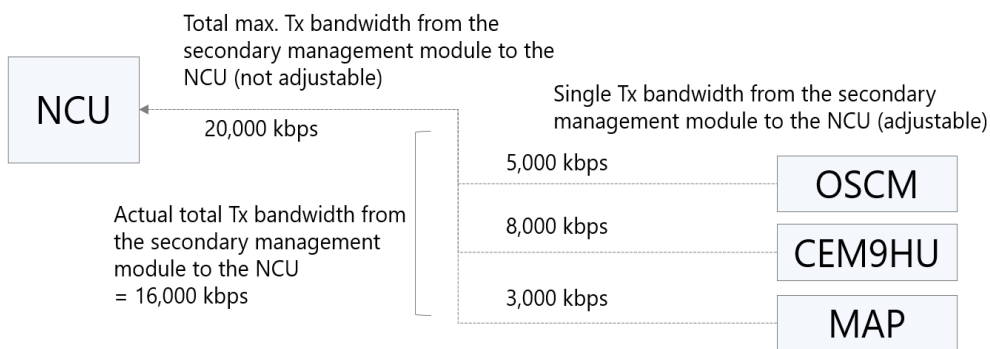 Total max. Tx bandwidth from the
secondary management module to the
NCU (not adjustable)
NCU
20,000 kbps
Single Tx bandwidth from the secondary
management module to the NCU (adjustable)
5,000 kbps
OSCM
8,000 kbps
CEM9HU
3,000 kbps
MAP
Actual total Tx bandwidth from
the secondary management
module to the NCU
= 16,000 kbps